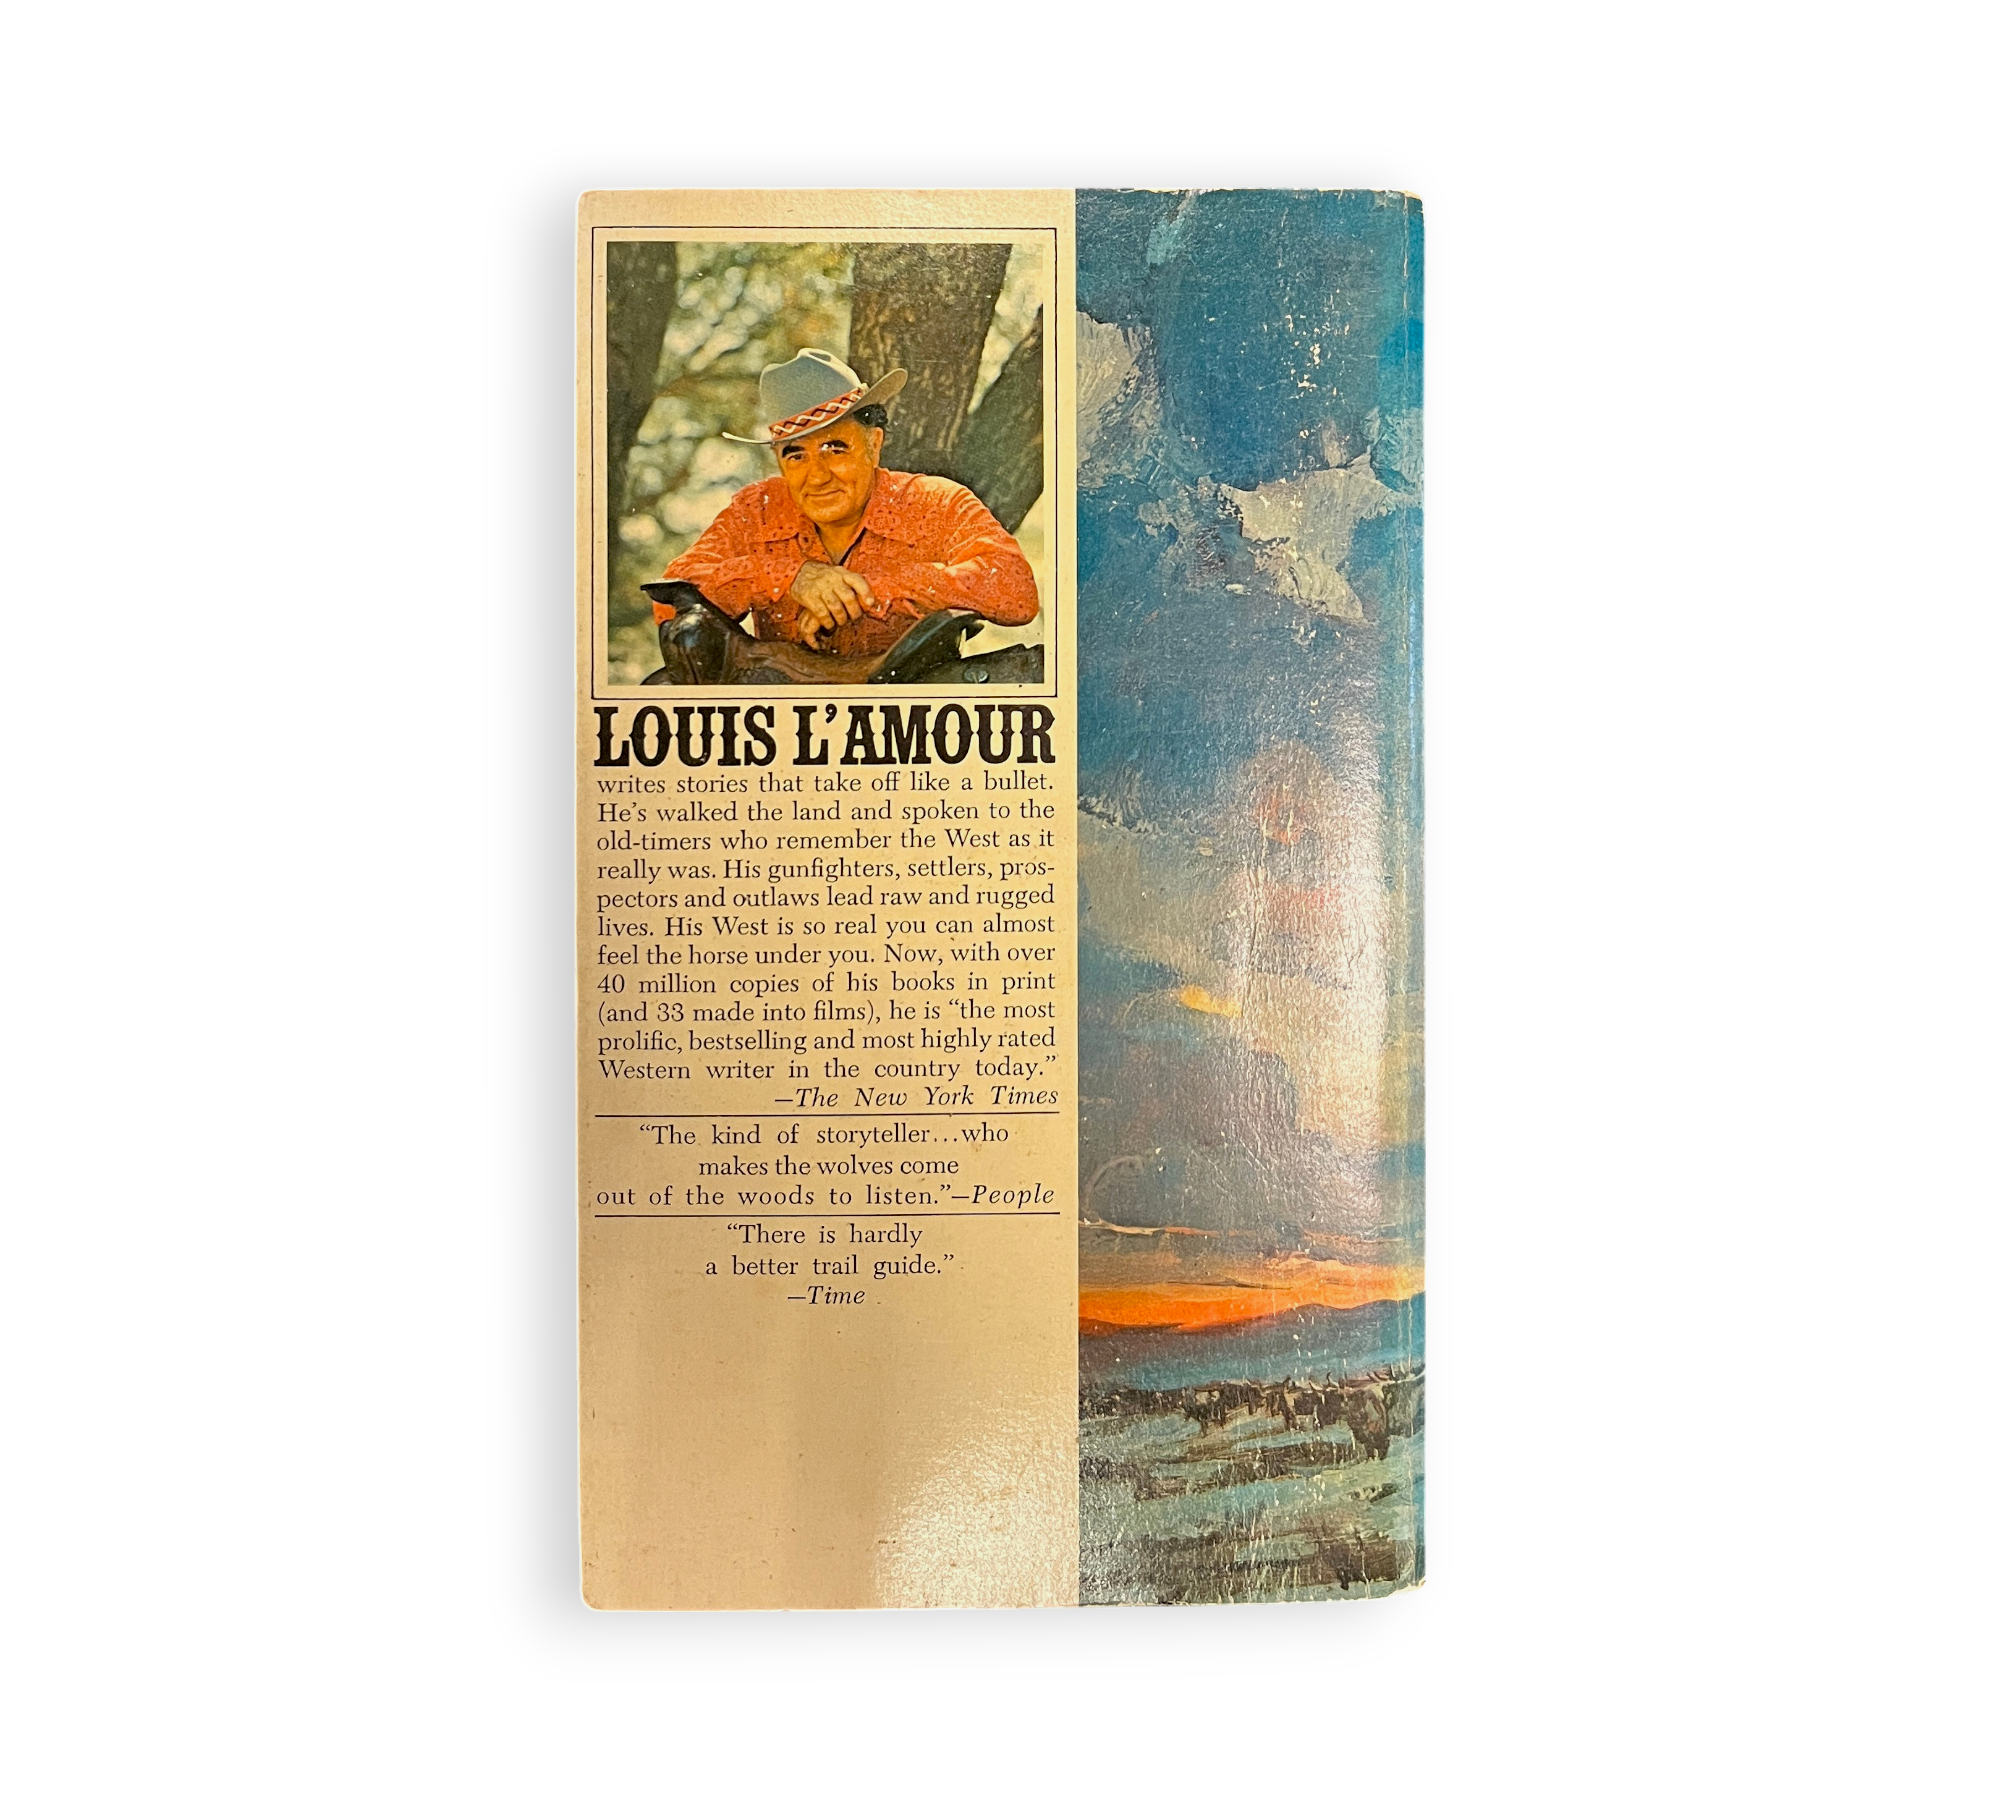 LOUIS L'AMOUR
writes stories that take off like a bullet.
He's walked the land and spoken to the
old-timers who remember the West as it
really was. His gunfighters, settlers, pros-
pectors and outlaws lead raw and rugged
lives. His West is so real you can almost
feel the horse under you. Now, with over
40 million copies of his books in print
(and 33 made into films), he is “the most
prolific, bestselling and most highly rated
Western writer in the country today.”
—The New York Times
“The kind of storyteller...who
makes the wolves come
out of the woods to listen.”—People
“There is hardly
a better trail guide.”
—Time